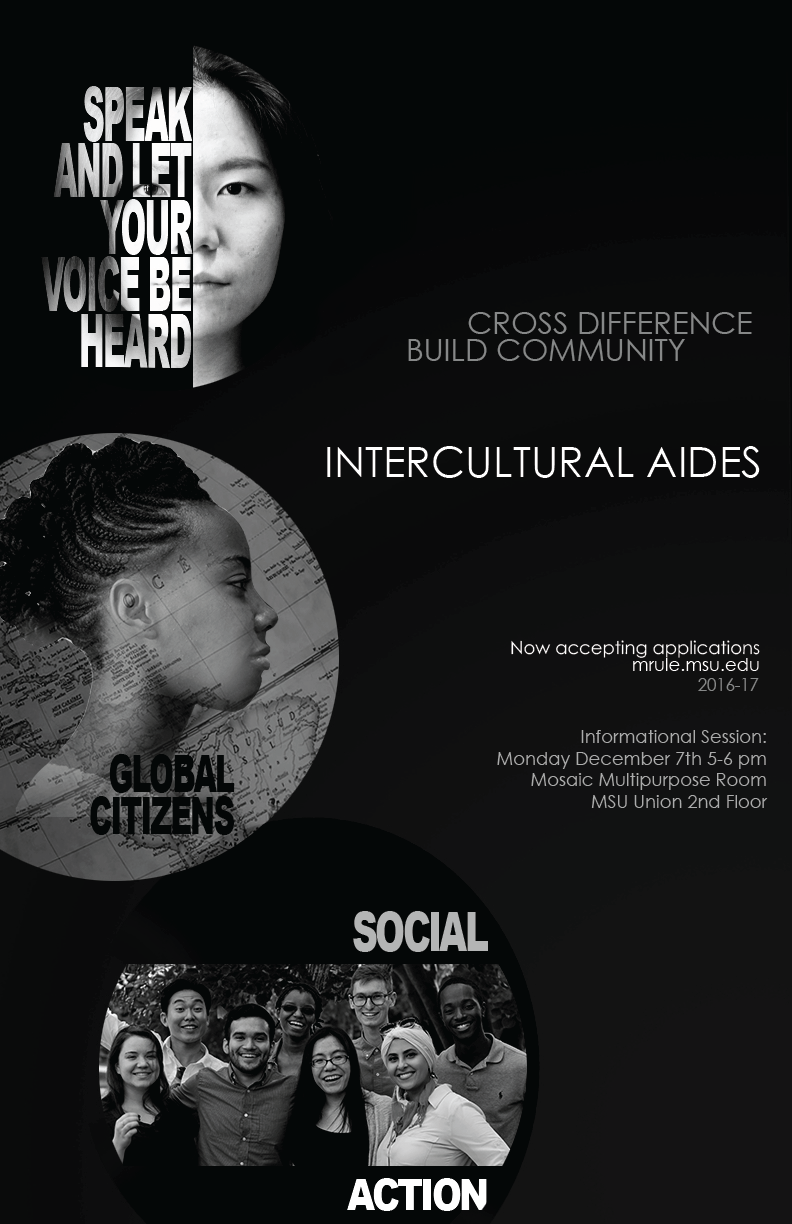 SPEAK
AND LET
YOUR
VOICE BE
HEARD
CROSS DIFFERENCE
BUILD COMMUNITY
INTERCULTURAL AIDES
Now accepting applications
mrule.msu.edu
2016-17
Informational Session:
Monday December 7th 5-6 pm
Mosaic Multipurpose Room
MSU Union 2nd Floor
GLOBAL
CITIZENS
SOCIAL
ACTION